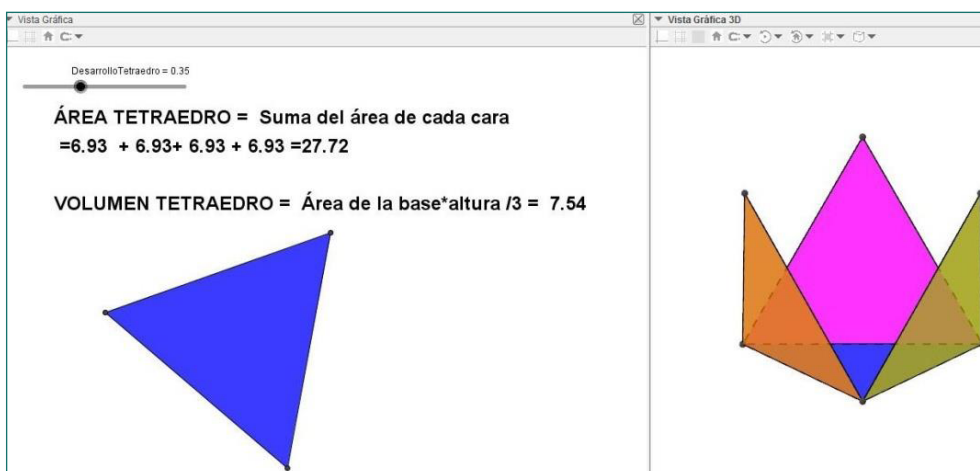 Vista Gráfica
Vista Gráfica 3D
DesarrolloTetraedro = 0.35
ÁREA TETRAEDRO = Suma del área de cada cara
=6.93 + 6.93+ 6.93 + 6.93 =27.72
VOLUMEN TETRAEDRO = Área de la base*altura /3 = 7.54